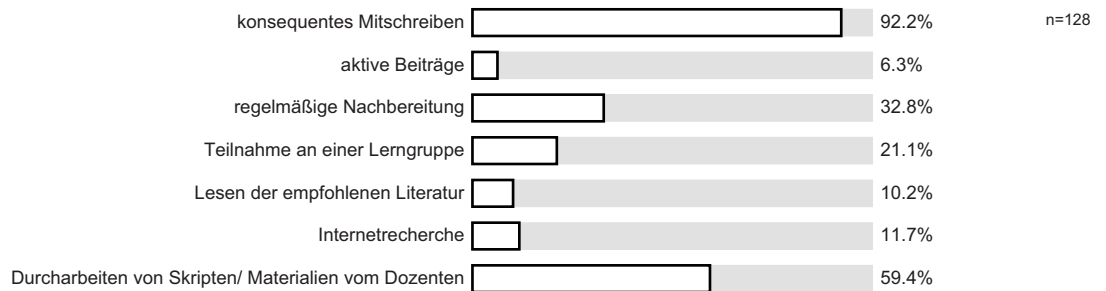 konsequentes Mitschreiben 92.2% n=128
aktive Beiträge 6.3%
regelmäßige Nachbereitung 32.8%
Teilnahme an einer Lerngruppe 21.1%
Lesen der empfohlenen Literatur 10.2%
Internetrecherche 11.7%
Durcharbeiten von Skripten/ Materialien vom Dozenten 59.4%